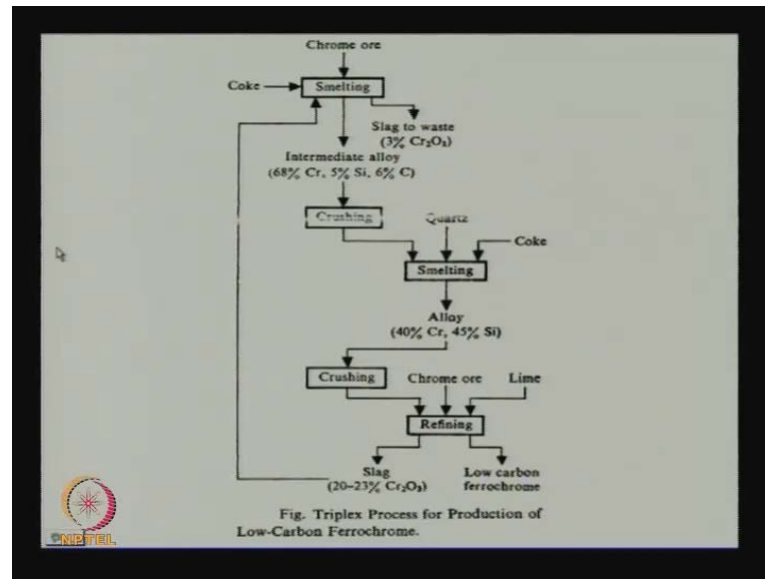 Chrome ore
Coke
Smelting
Slag to waste
(3% Cr₂O₃)
Intermediate alloy
(68% Cr, 5% Si, 6% C)
Crushing
Quartz
Coke
Smelting
Alloy
(40% Cr, 45% Si)
Crushing
Chrome ore
Lime
Refining
Slag
(20-23% Cr₂O₃)
Low carbon
ferrochrome
Fig. Triplex Process for Production of
Low-Carbon Ferrochrome.
NPTEL